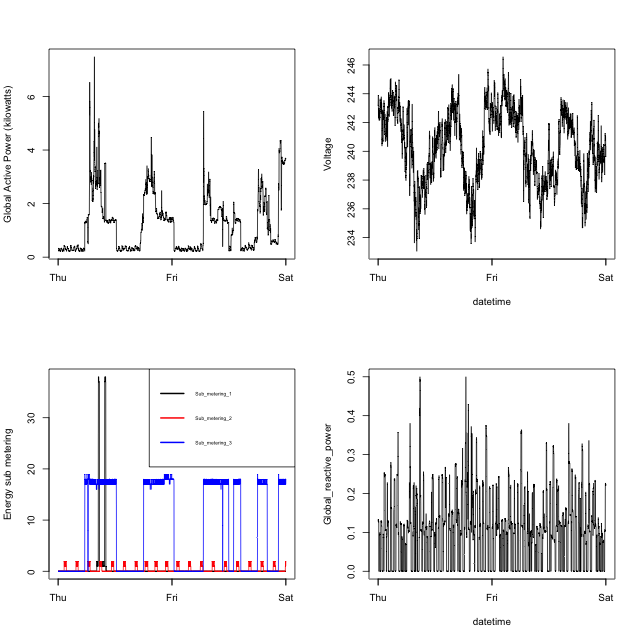 Global Active Power (kilowatts)
0 2 4 6
Thu Fri Sat
Voltage
234 236 238 240 242 244 246
Thu Fri Sat
datetime
Energy sub metering
0 10 20 30
Sub_metering_1
Sub_metering_2
Sub_metering_3
Thu Fri Sat
Global_reactive_power
0.0 0.1 0.2 0.3 0.4 0.5
Thu Fri Sat
datetime